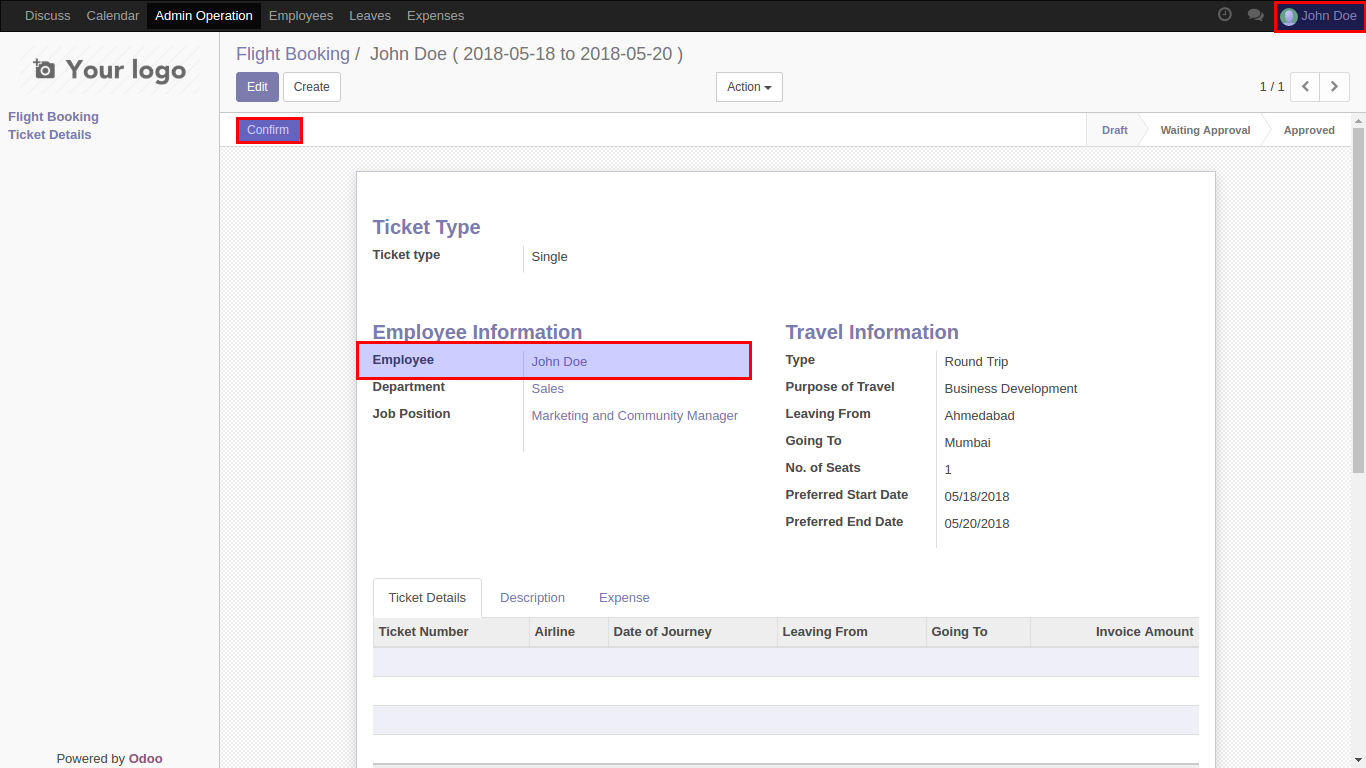 Discuss Calendar Admin Operation Employees Leaves Expenses John Doe
Your logo
Flight Booking
Ticket Details
Powered by Odoo
Flight Booking / John Doe ( 2018-05-18 to 2018-05-20 )
Edit Create Action 1 / 1
Confirm Draft Waiting Approval Approved
Ticket Type
Ticket type Single
Employee Information
Employee John Doe
Department Sales
Job Position Marketing and Community Manager
Travel Information
Type Round Trip
Purpose of Travel Business Development
Leaving From Ahmedabad
Going To Mumbai
No. of Seats 1
Preferred Start Date 05/18/2018
Preferred End Date 05/20/2018
Ticket Details Description Expense
Ticket Number Airline Date of Journey Leaving From Going To Invoice Amount